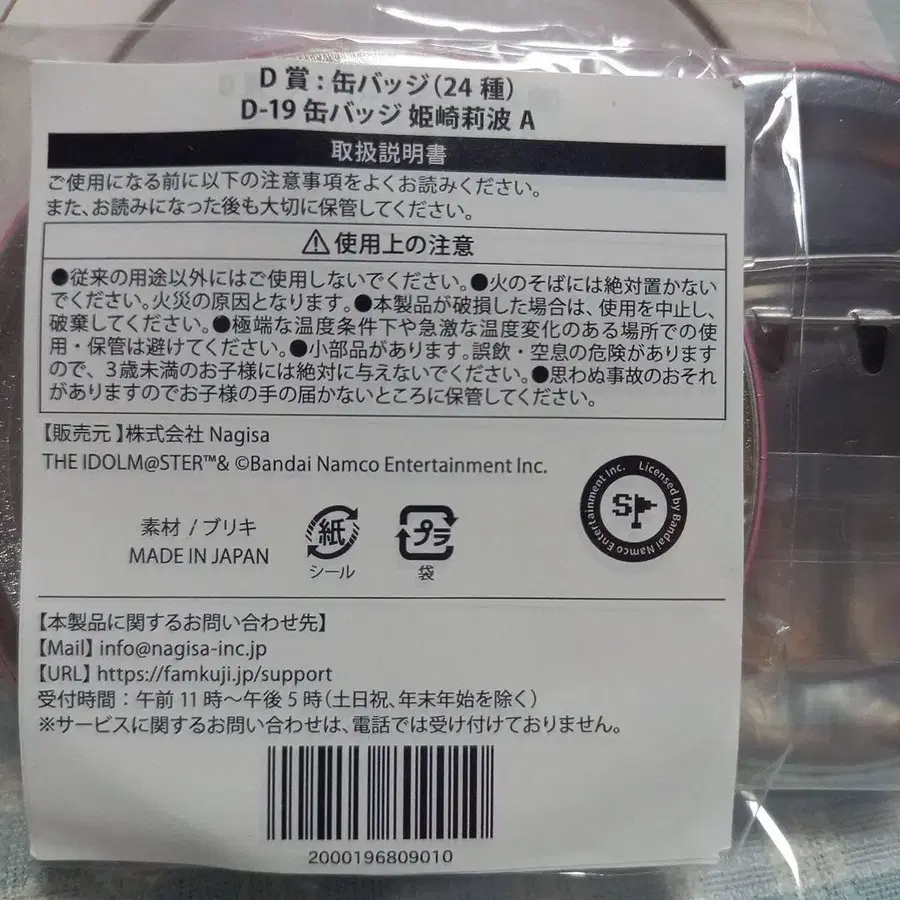 D 賞：缶バッジ（24 種）
D-19 缶バッジ 姫崎莉波 A
取扱説明書
ご使用になる前に以下の注意事項をよくお読みください。
また、お読みになった後も大切に保管してください。
⚠使用上の注意
●従来の用途以外にはご使用しないでください。●火のそばには絶対置かない
でください。火災の原因となります。●本製品が破損した場合は、使用を中止し、
破棄してください。●極端な温度条件下や急激な温度変化のある場所での使
用・保管は避けてください。●小部品があります。誤飲・空息の危険があります
ので、3歳未満のお子様には絶対に与えないでください。●思わぬ事故のおそれ
がありますのでお子様の手の届かないところに保管してください。
【販売元】株式会社 Nagisa
THE IDOLM@STER™& ©Bandai Namco Entertainment Inc.
素材 / ブリキ
MADE IN JAPAN
紙
シール
プラ
袋
Licensed by Bandai Namco Entertainment Inc.
S
【本製品に関するお問い合わせ先】
【Mail】info@nagisa-inc.jp
【URL】https://famkuji.jp/support
受付時間：午前 11 時～午後 5 時（土日祝、年末年始を除く）
※サービスに関するお問い合わせは、電話では受け付けておりません。
2000196809010